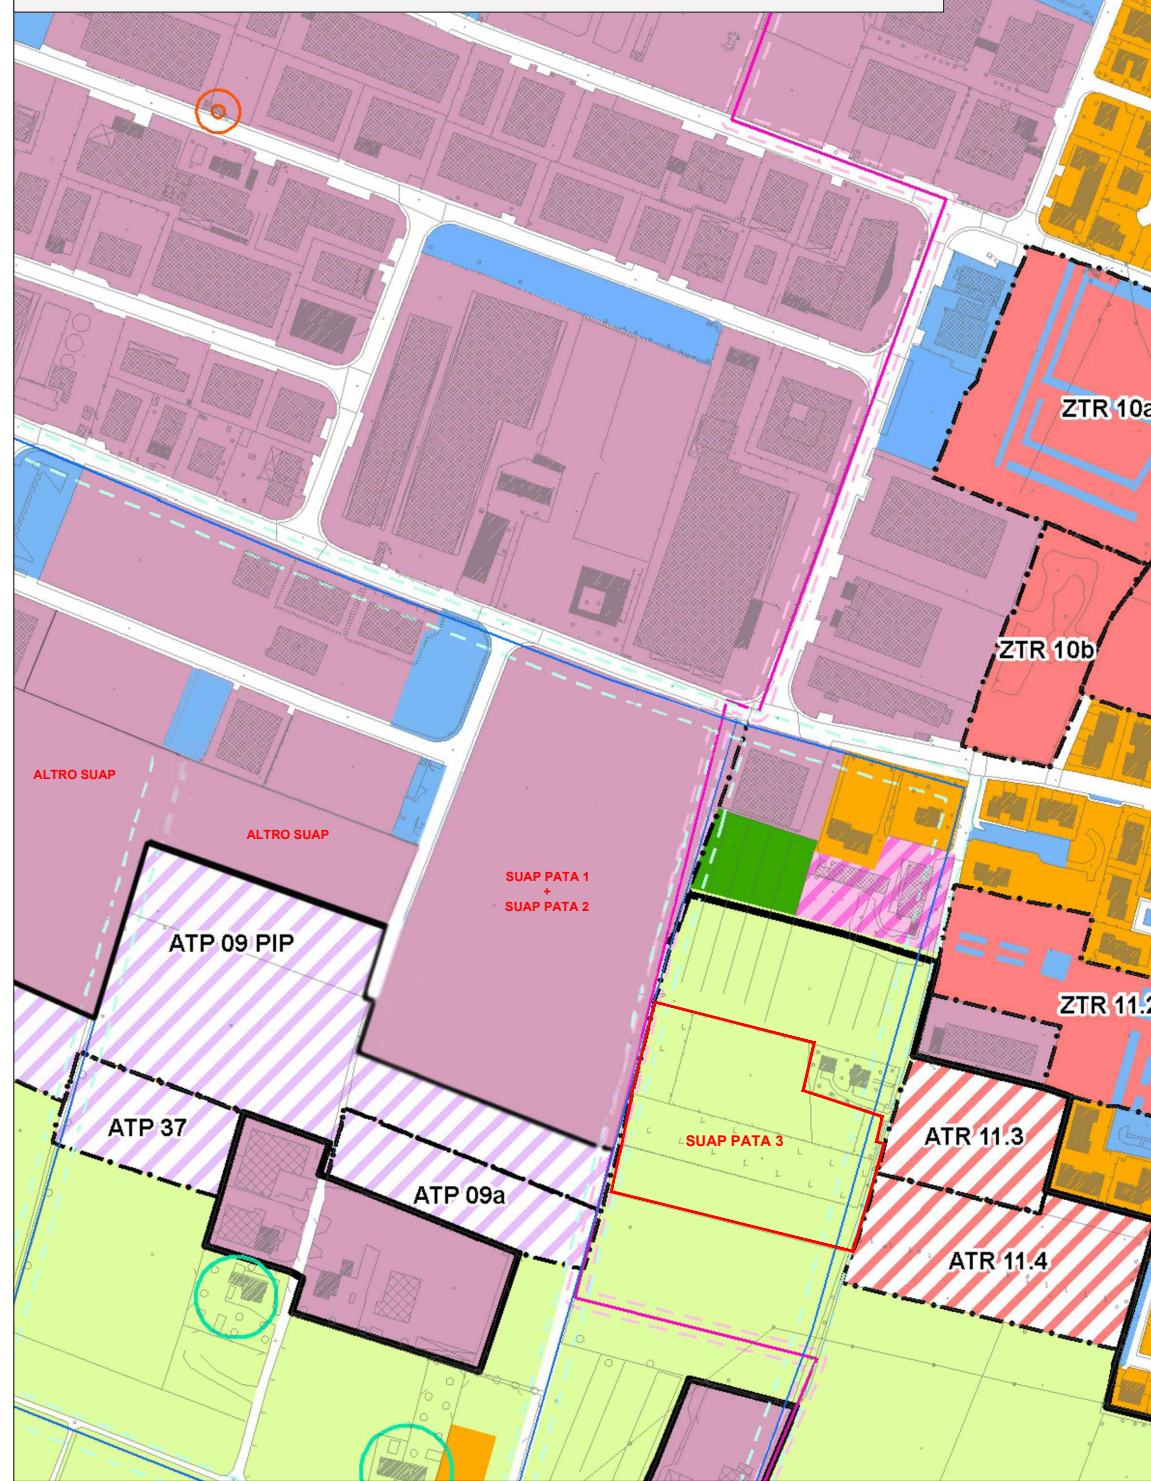 ZTR 10a
ZTR 10b
ALTRO SUAP
ALTRO SUAP
SUAP PATA 1
+
SUAP PATA 2
ATP 09 PIP
ZTR 11.2
ATP 37
ATR 11.3
SUAP PATA 3
ATP 09a
ATR 11.4